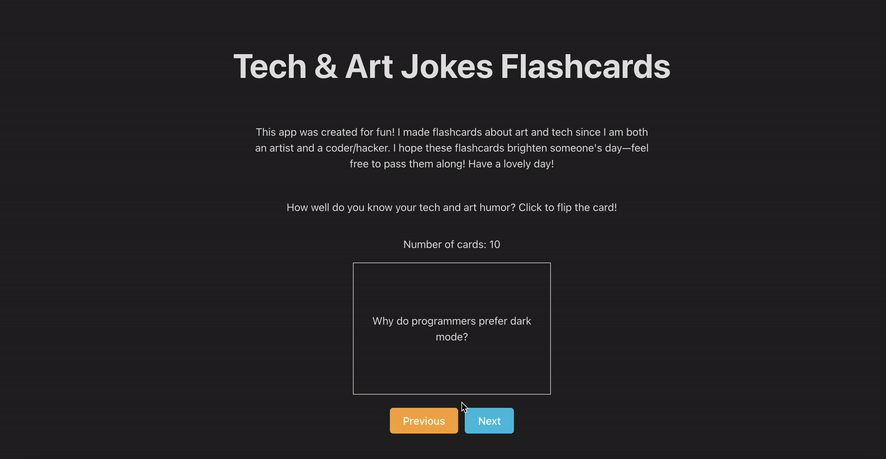 Tech & Art Jokes Flashcards
This app was created for fun! I made flashcards about art and tech since I am both
an artist and a coder/hacker. I hope these flashcards brighten someone's day—feel
free to pass them along! Have a lovely day!
How well do you know your tech and art humor? Click to flip the card!
Number of cards: 10
Why do programmers prefer dark
mode?
Previous
Next